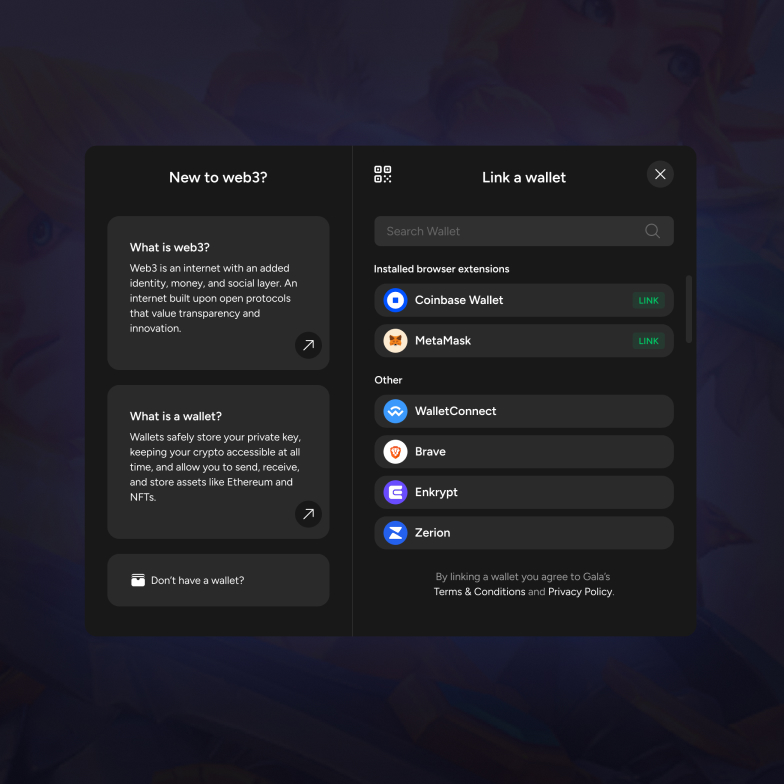 New to web3?
What is web3?
Web3 is an internet with an added
identity, money, and social layer. An
internet built upon open protocols
that value transparency and
innovation.
What is a wallet?
Wallets safely store your private key,
keeping your crypto accessible at all
time, and allow you to send, receive,
and store assets like Ethereum and
NFTs.
Don't have a wallet?
Link a wallet
Search Wallet
Installed browser extensions
Coinbase Wallet LINK
MetaMask LINK
Other
WalletConnect
Brave
Enkrypt
Zerion
By linking a wallet you agree to Gala's
Terms & Conditions and Privacy Policy.